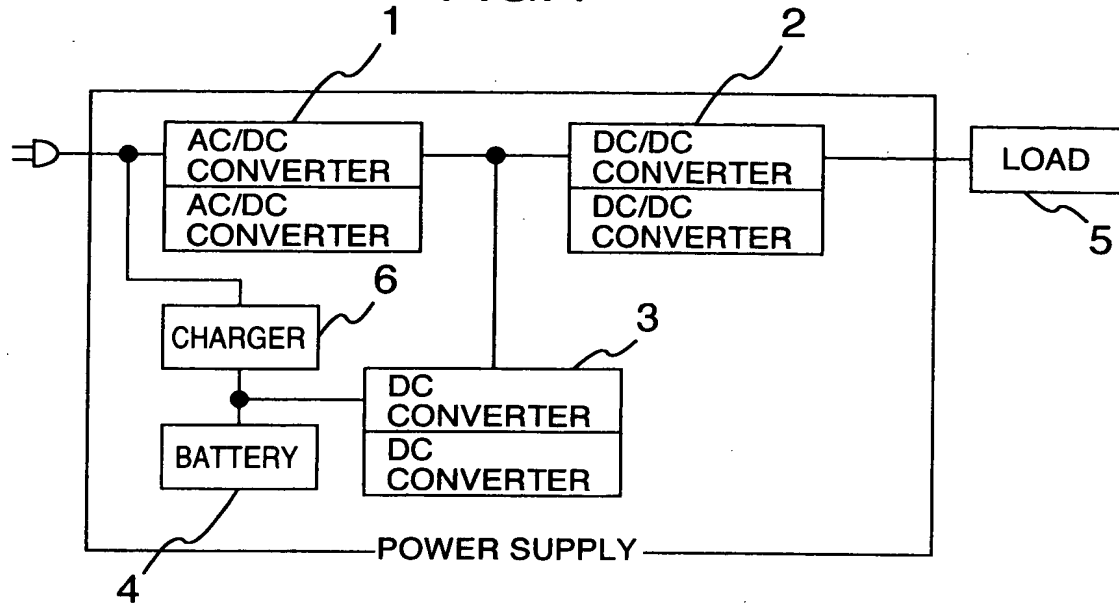 1
2
AC/DC
CONVERTER
AC/DC
CONVERTER
DC/DC
CONVERTER
DC/DC
CONVERTER
LOAD
5
6
CHARGER
3
DC
CONVERTER
DC
CONVERTER
BATTERY
POWER SUPPLY
4